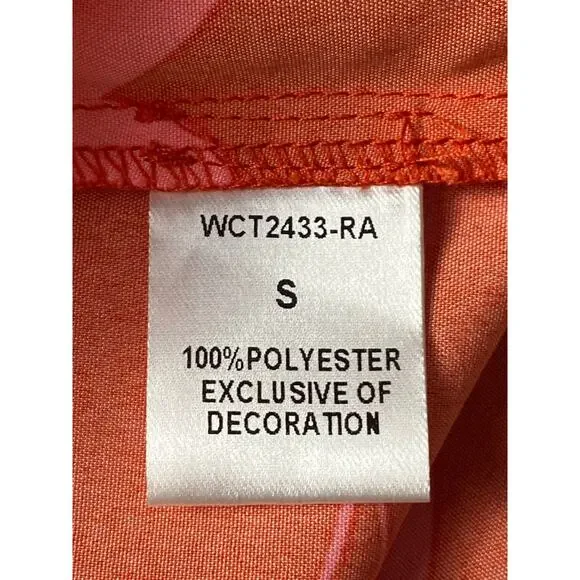 WCT2433-RA
S
100%POLYESTER
EXCLUSIVE OF
DECORATION